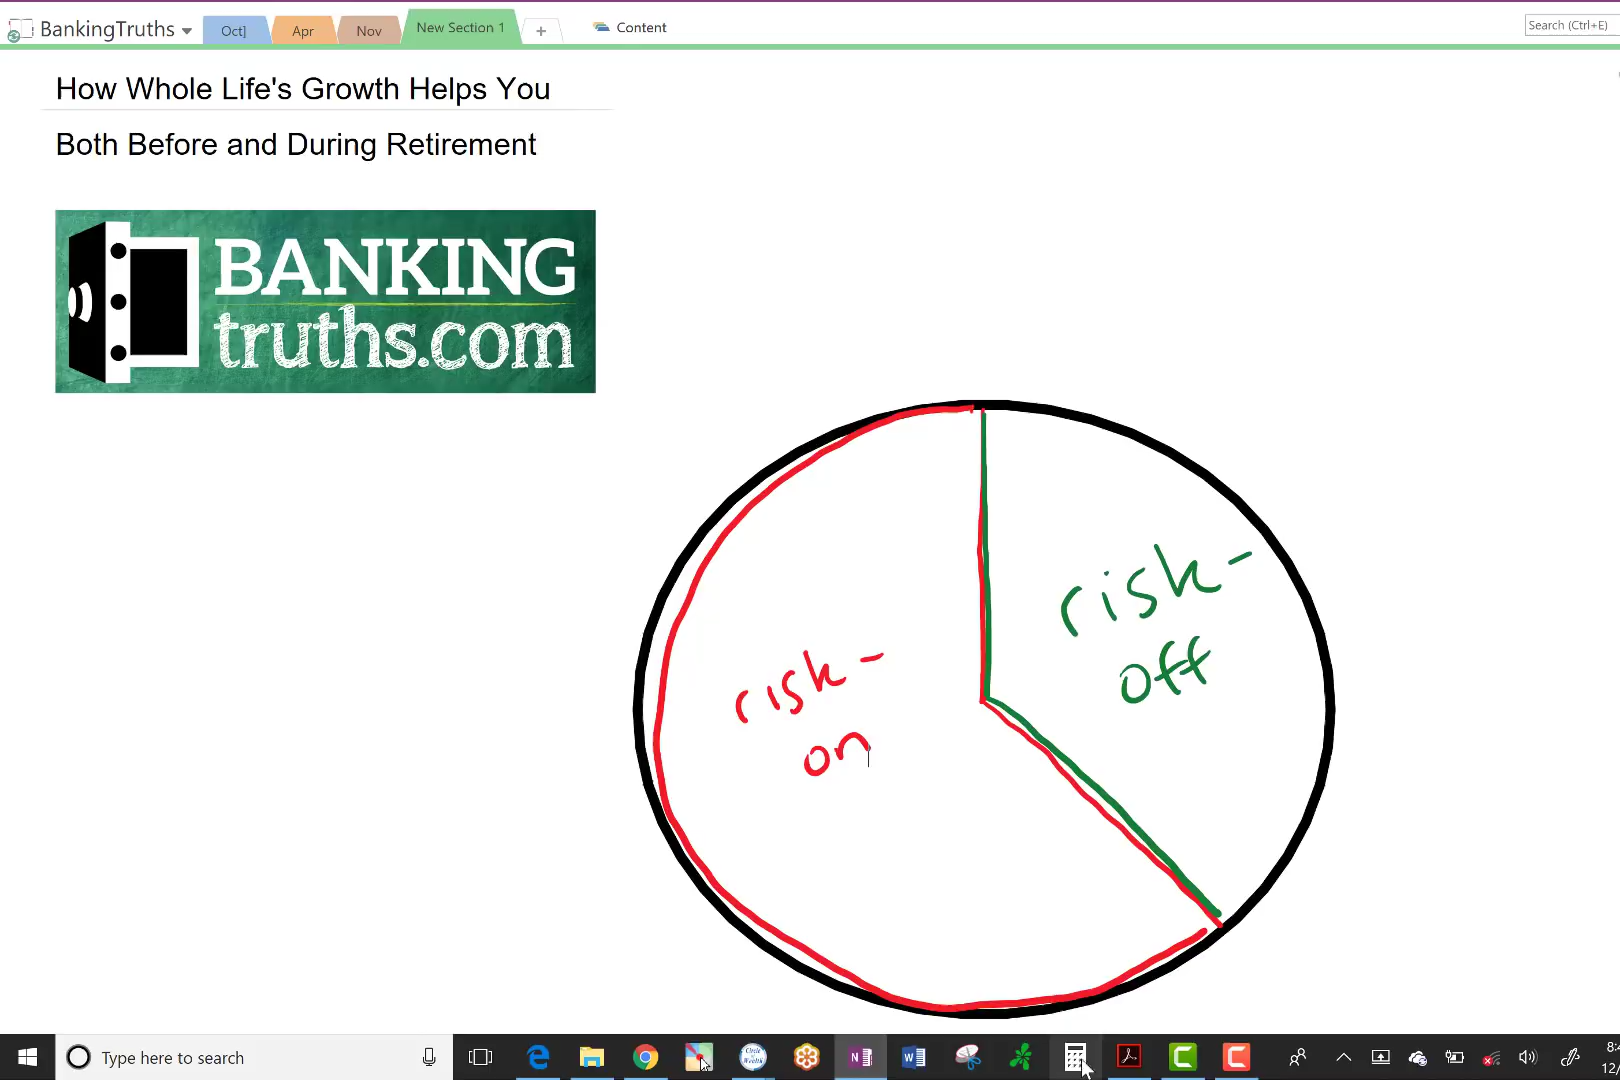 BankingTruths
Oct]
Apr
Nov
New Section 1
+
Content
Search (Ctrl+E)
How Whole Life's Growth Helps You
Both Before and During Retirement
BANKING
truths.com
risk-
off
risk-
on
Type here to search